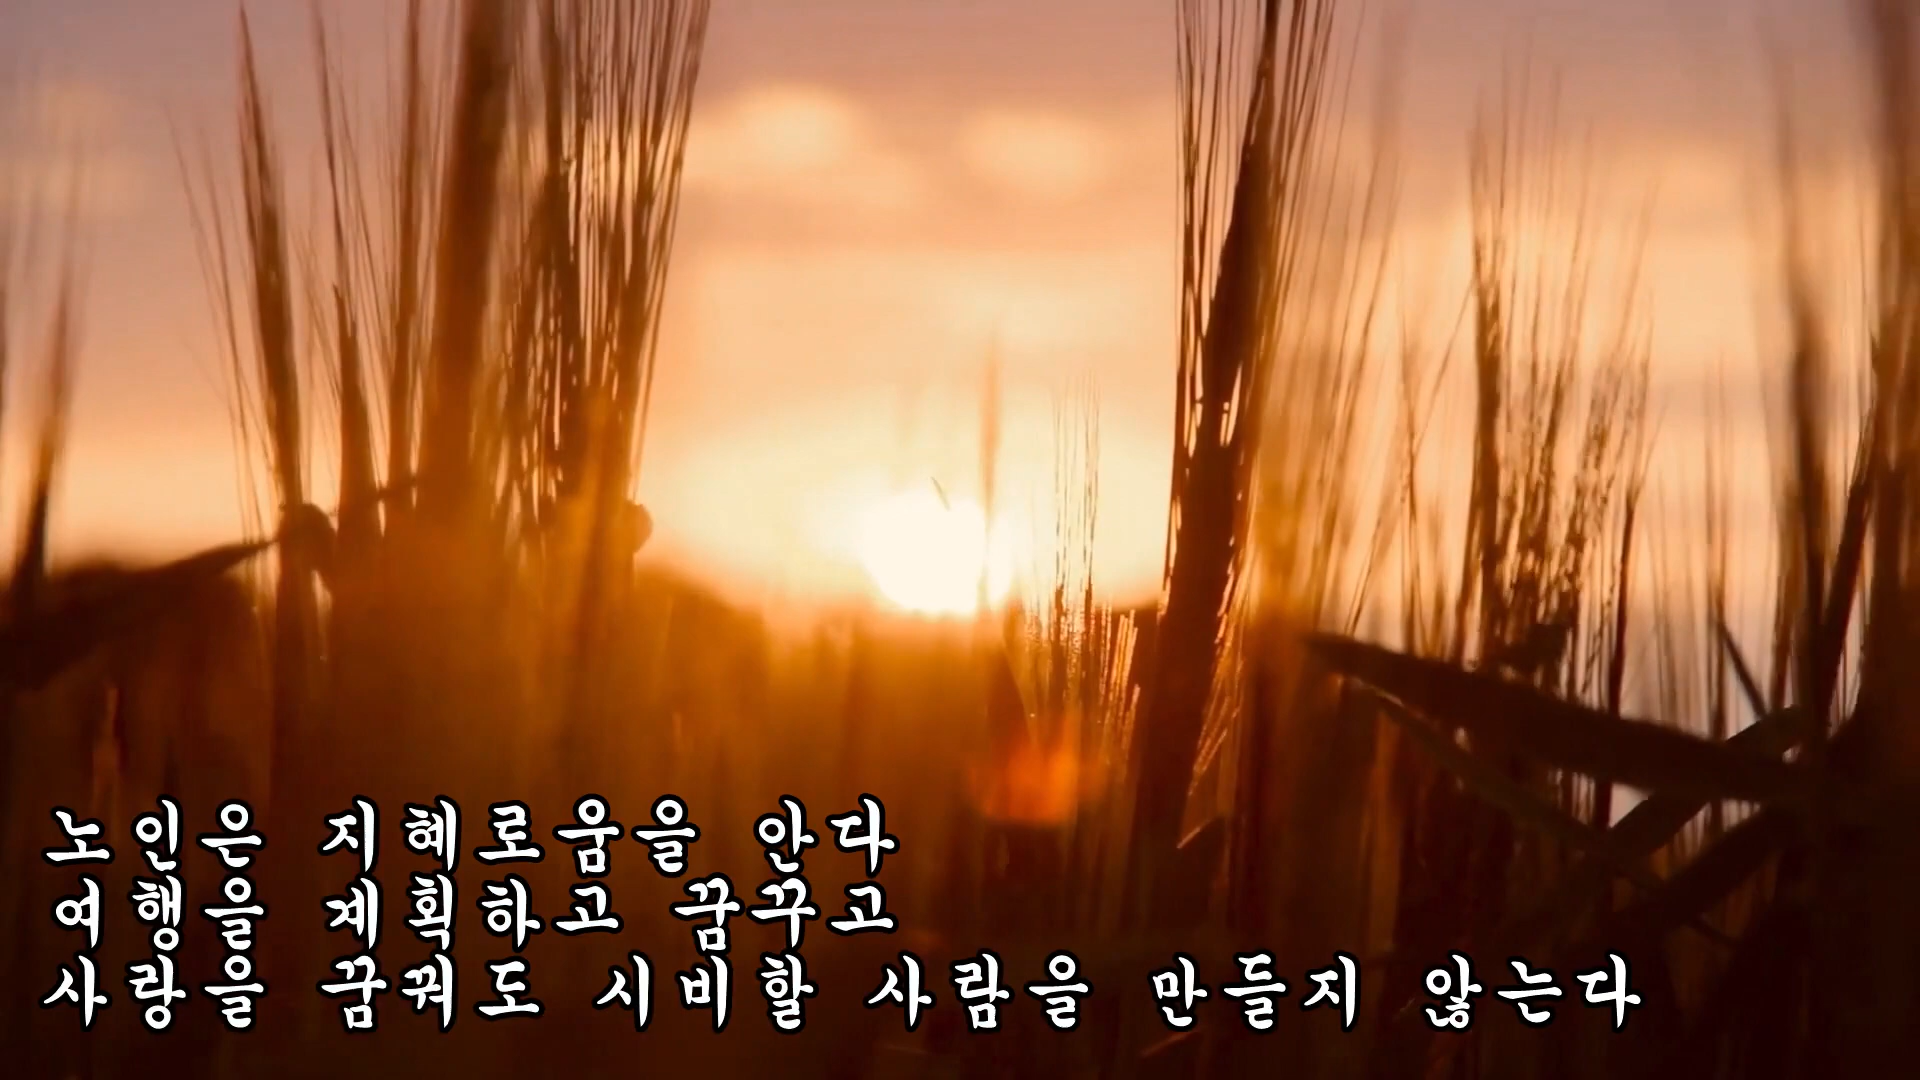 노인은 지혜로움을 안다
여행을 계획하고 꿈꾸고
사랑을 꿈꿔도 시비할 사람을 만들지 않는다